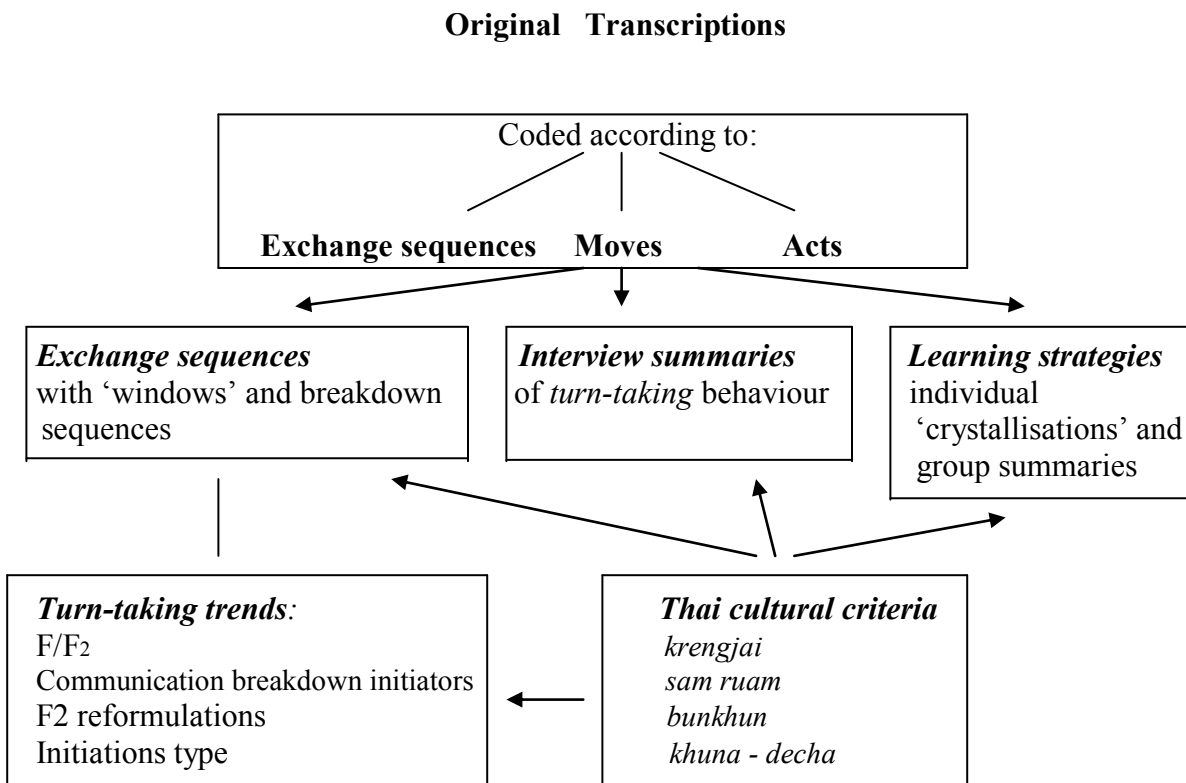 Original Transcriptions
Coded according to:
Exchange sequences Moves Acts
Exchange sequences
with ‘windows’ and breakdown
sequences
Interview summaries
of turn-taking behaviour
Learning strategies
individual
‘crystallisations’ and
group summaries
Turn-taking trends:
F/F2
Communication breakdown initiators
F2 reformulations
Initiations type
Thai cultural criteria
krengjai
sam ruam
bunkhun
khuna - decha